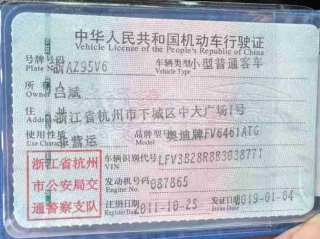 中华人民共和国机动车行驶证
Vehicle License of the People's Republic of China
号牌号码 浙AZ95V6 车辆类型 小型普通客车
Plate No. Vehicle Type
所有人 吕斌
Owner
住址 浙江省杭州市下城区中大广场1号
使用性质 非营运 品牌型号 奥迪牌FV6461ATG
Use Character
浙江省杭州
市公安局交
通警察支队
车辆识别代号
VIN
发动机号码 087865
Engine No.
注册日期 2011-10-25 发证日期 2019-01-04
Register Date Issue Date